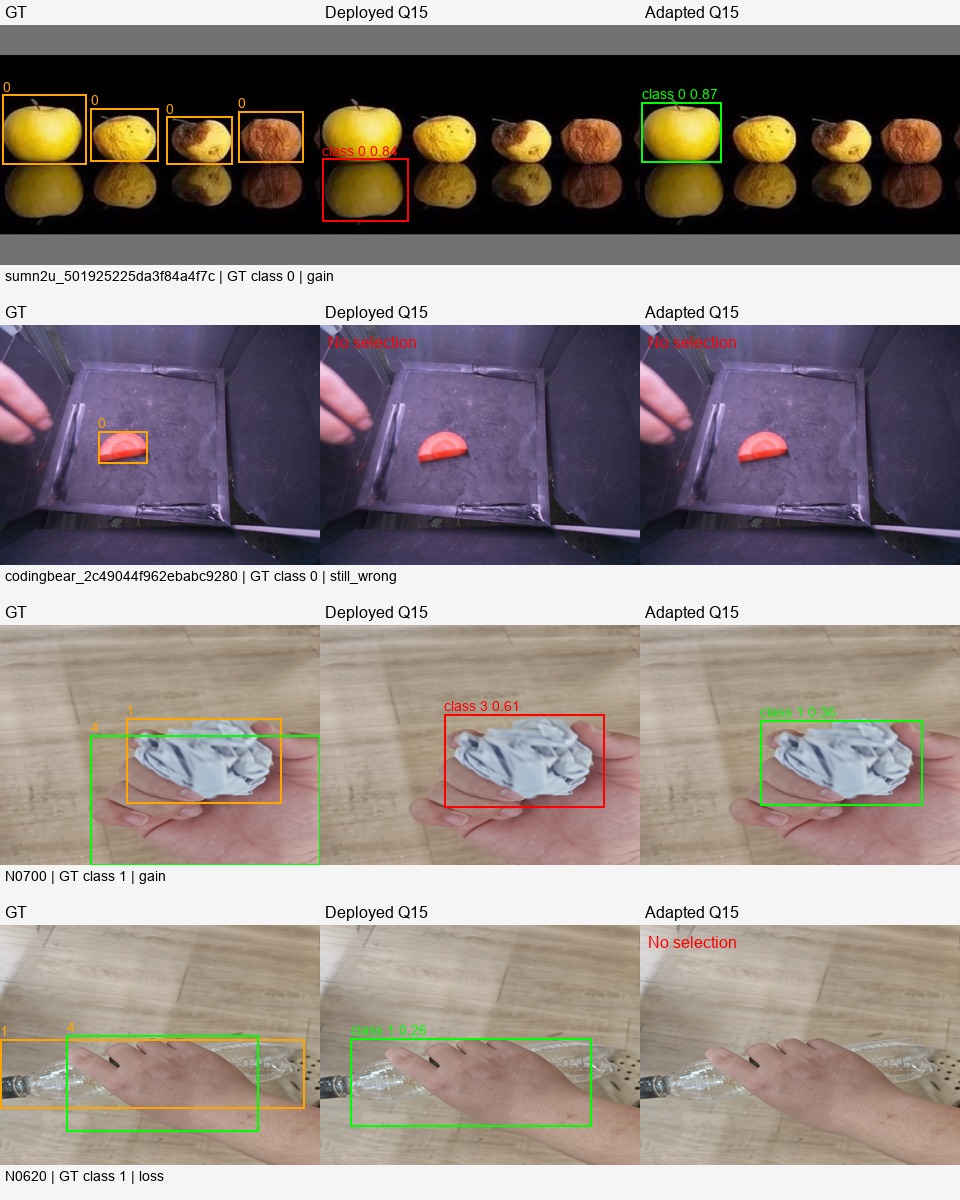 GT Deployed Q15 Adapted Q15
0 0 0 0 class 0 0.84 class 0 0.87
sumn2u_501925225da3f84a4f7c | GT class 0 | gain
GT Deployed Q15 Adapted Q15
No selection No selection
0
codingbear_2c49044f962ebabc9280 | GT class 0 | still_wrong
GT Deployed Q15 Adapted Q15
1 4 class 3 0.61 class 1
N0700 | GT class 1 | gain
GT Deployed Q15 Adapted Q15
No selection
1 4 class 1 0.26
N0620 | GT class 1 | loss